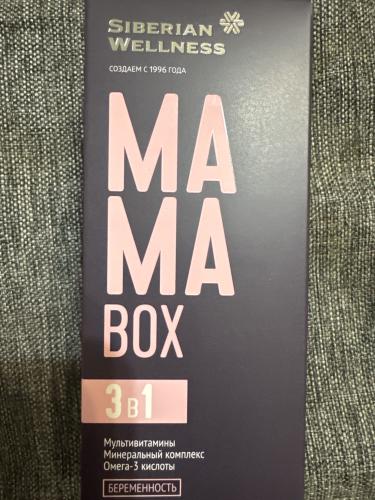 SIBERIAN
WELLNESS
СОЗДАЕМ С 1996 ГОДА
MA
MA
BOX
3 в 1
Мультивитамины
Минеральный комплекс
Омега-3 кислоты
БЕРЕМЕННОСТЬ